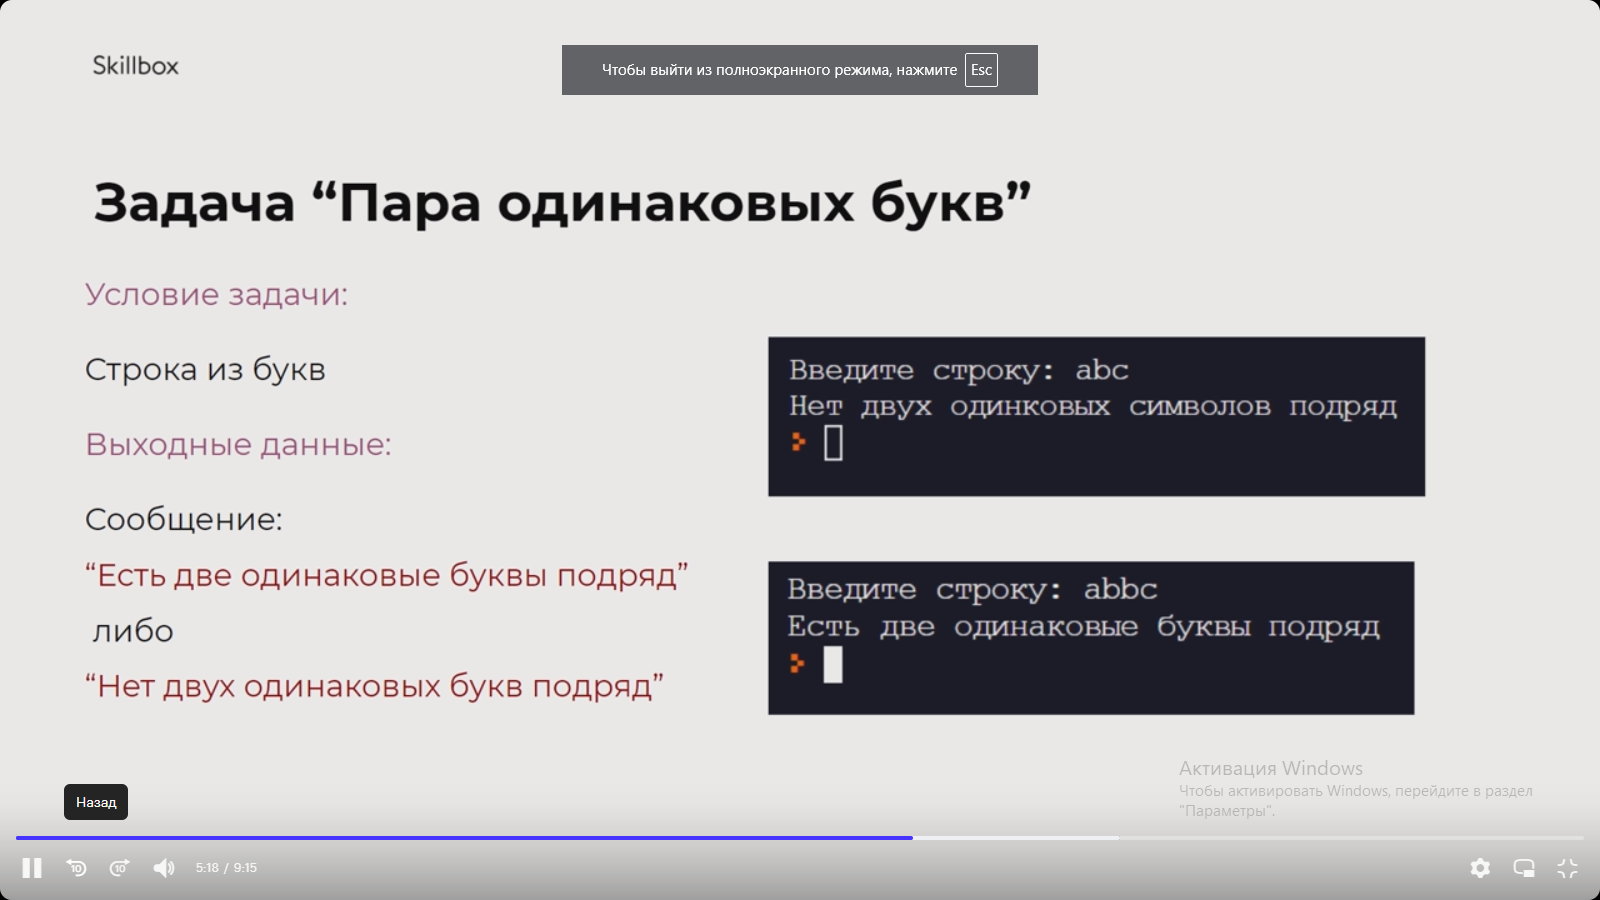 Skillbox
Чтобы выйти из полноэкранного режима, нажмите Esc
Задача “Пара одинаковых букв”
Условие задачи:
Строка из букв
Выходные данные:
Сообщение:
“Есть две одинаковые буквы подряд”
либо
“Нет двух одинаковых букв подряд”
Введите строку: abc
Нет двух одинковых символов подряд
Введите строку: abbc
Есть две одинаковые буквы подряд
Активация Windows
Чтобы активировать Windows, перейдите в раздел
"Параметры".
Назад
10
10
5:18 / 9:15